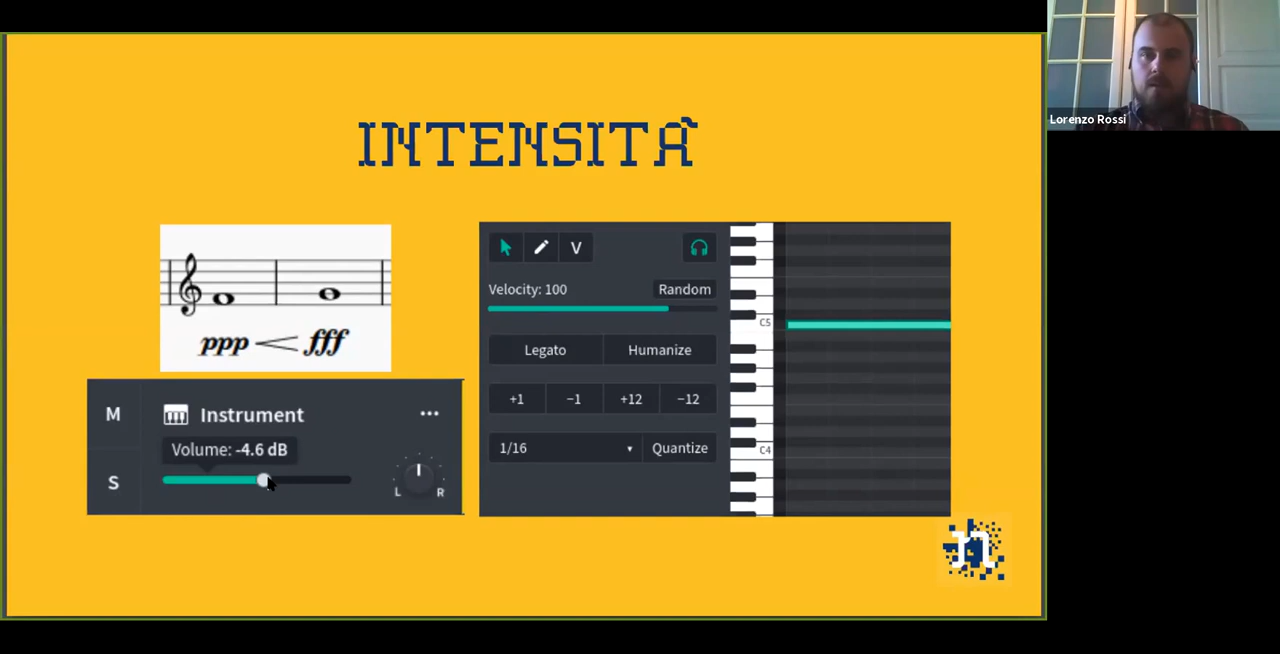 INTENSITÀ
ppp fff
M
Instrument
Volume: -4.6 dB
S
L R
V
Velocity: 100 Random
Legato Humanize
+1 −1 +12 −12
1/16 Quantize
C5
C4
n
Lorenzo Rossi